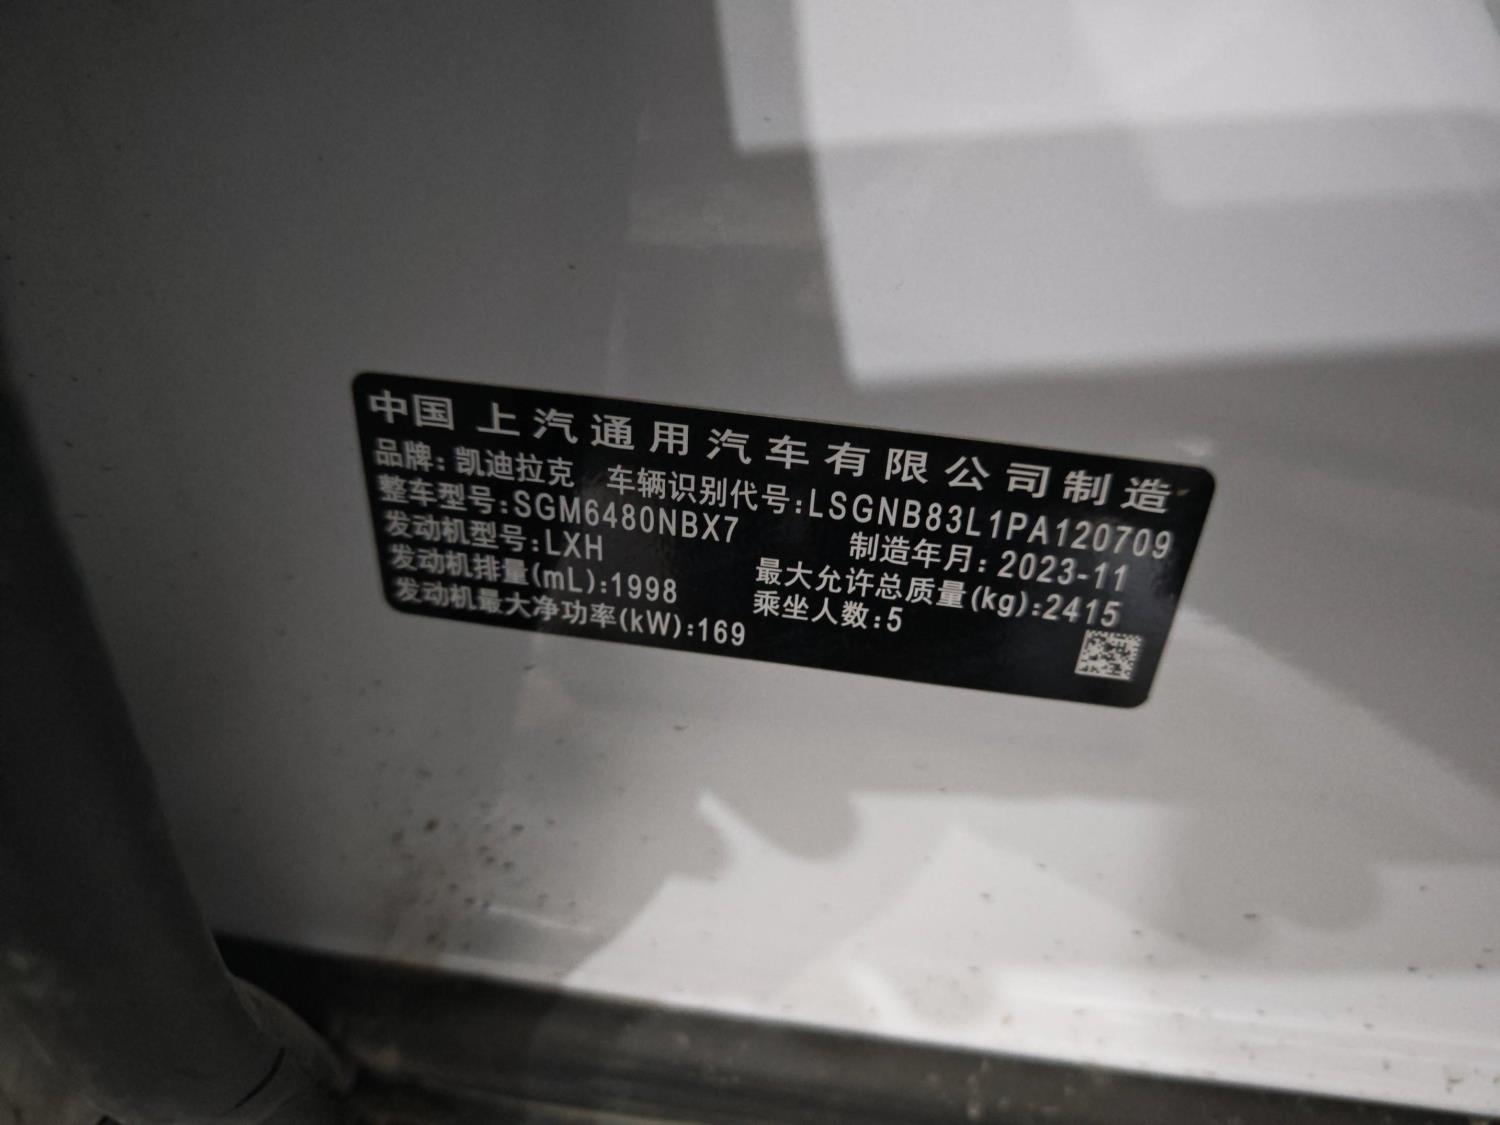 中国 上汽通用汽车有限公司制造
品牌:凯迪拉克 车辆识别代号:LSGNB83L1PA120709
整车型号:SGM6480NBX7 制造年月:2023-11
发动机型号:LXH 最大允许总质量(kg):2415
发动机排量(mL):1998 乘坐人数:5
发动机最大净功率(kW):169